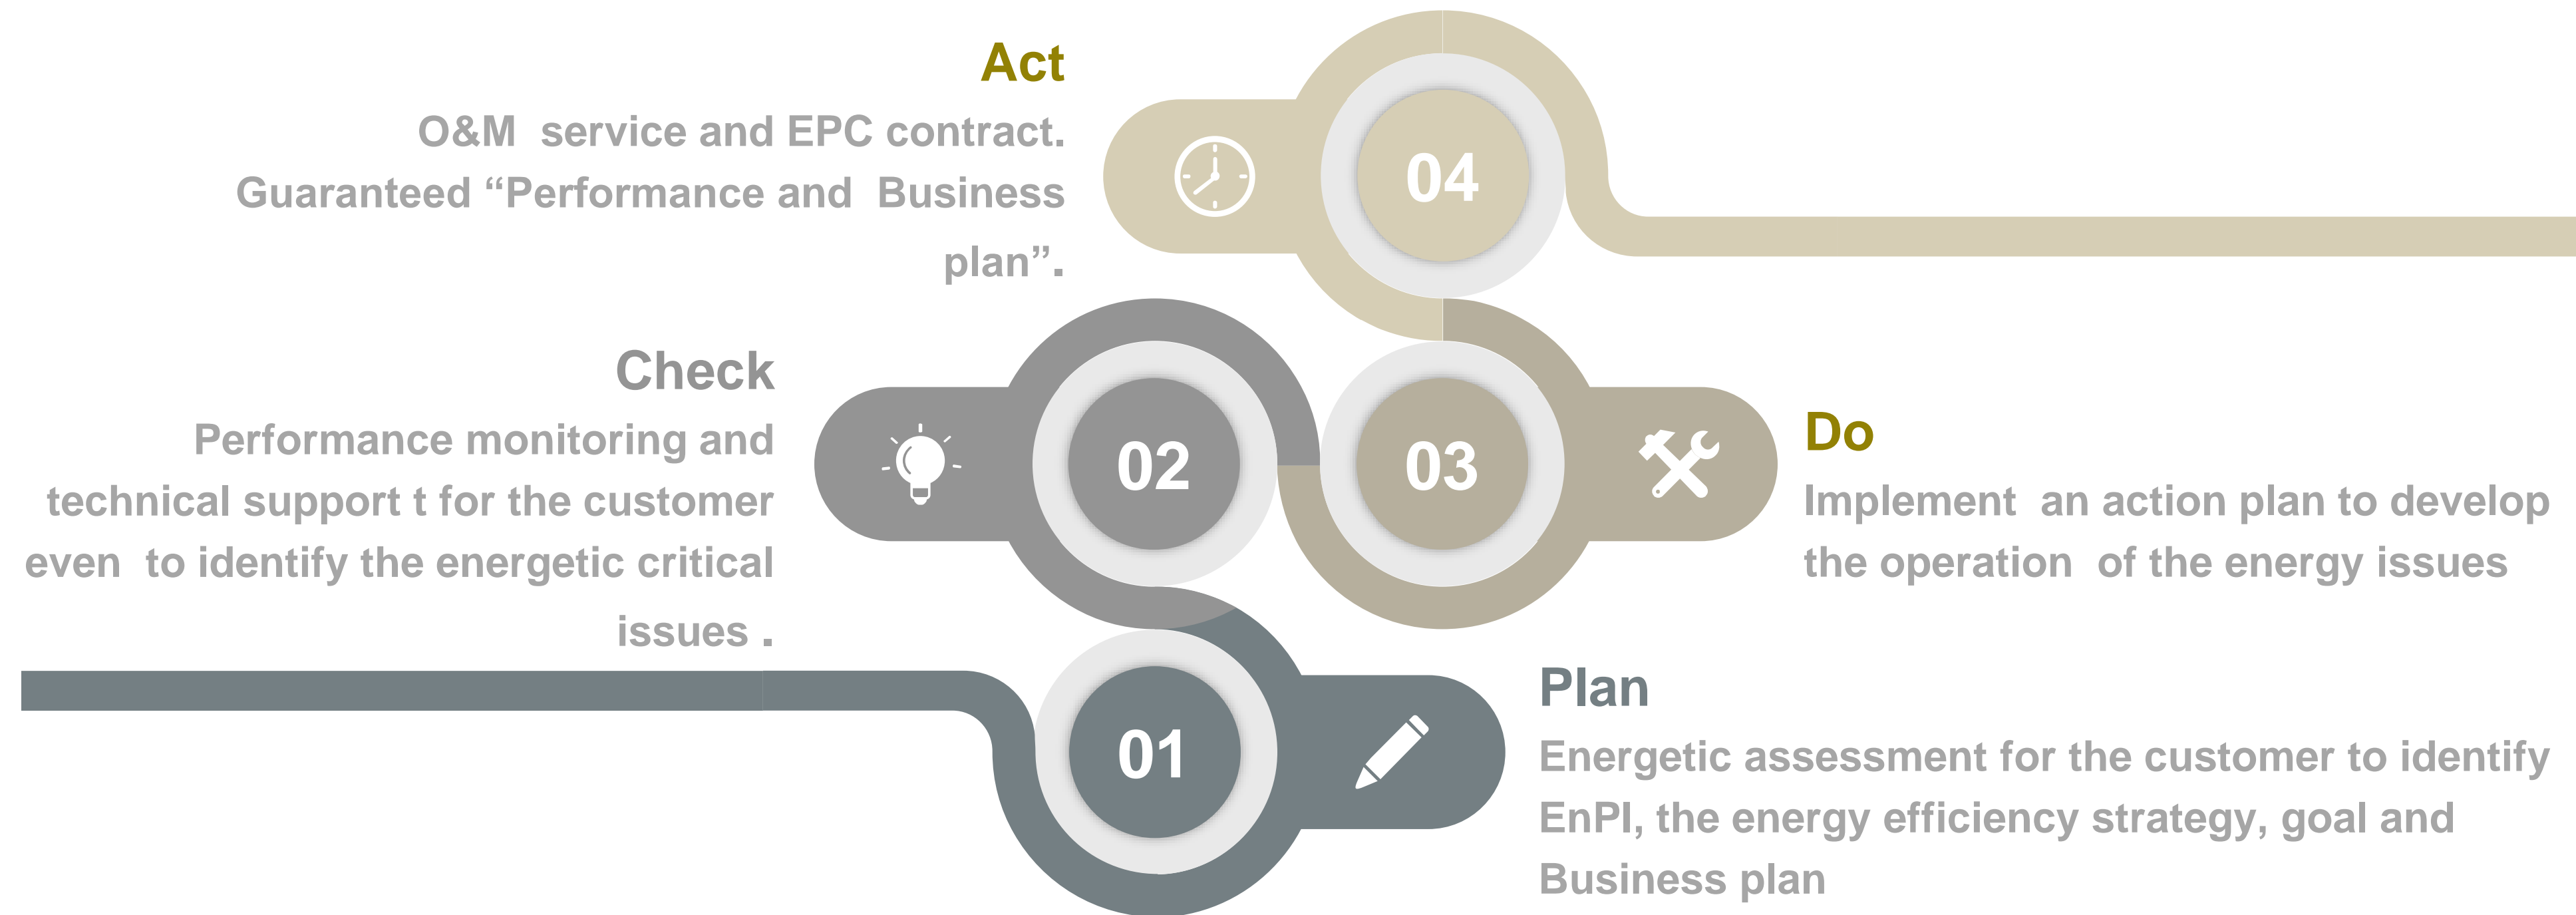 Act
O&M service and EPC contract.
Guaranteed “Performance and Business
plan”.
04
Check
Performance monitoring and
technical support t for the customer
even to identify the energetic critical
issues .
02
03
Do
Implement an action plan to develop
the operation of the energy issues
01
Plan
Energetic assessment for the customer to identify
EnPI, the energy efficiency strategy, goal and
Business plan